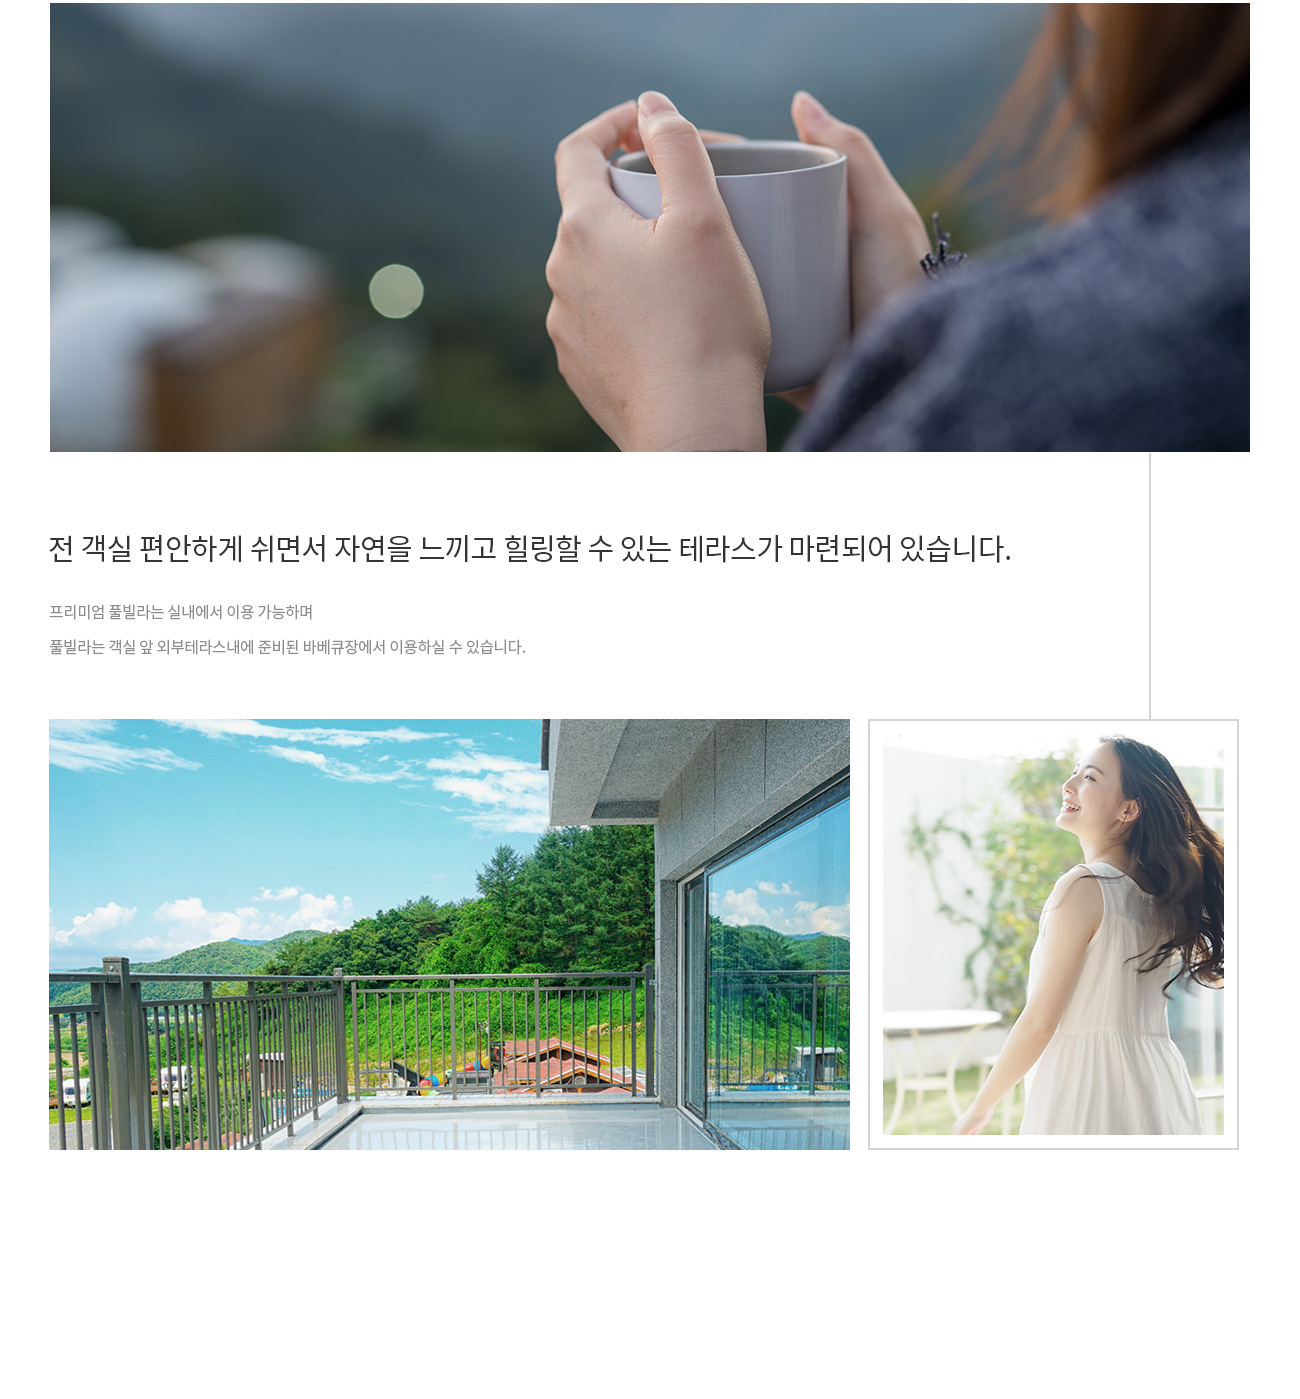 전 객실 편안하게 쉬면서 자연을 느끼고 힐링할 수 있는 테라스가 마련되어 있습니다.
프리미엄 풀빌라는 실내에서 이용 가능하며
풀빌라는 객실 앞 외부테라스내에 준비된 바베큐장에서 이용하실 수 있습니다.